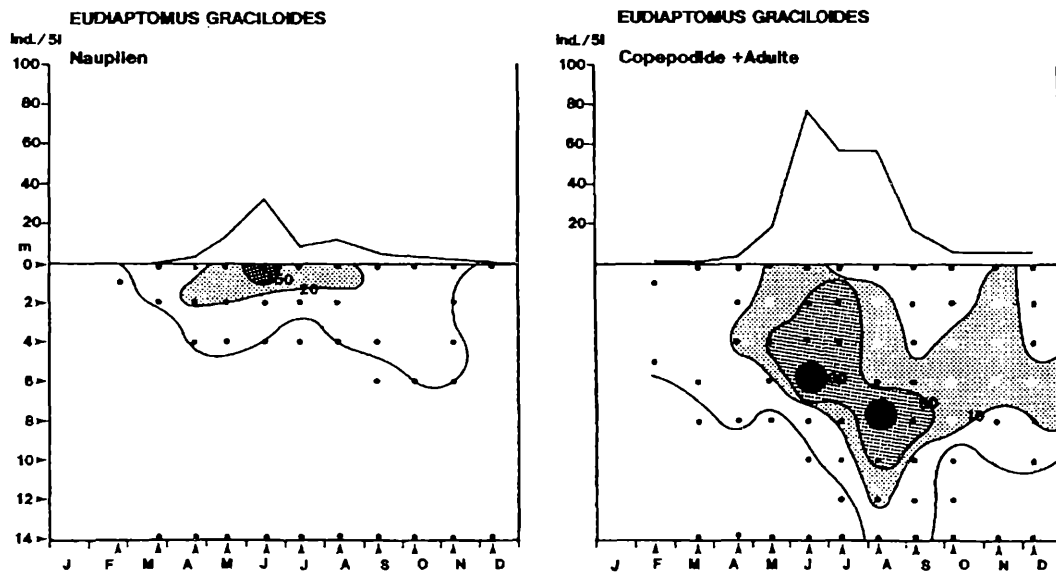 EUDIAPTOMUS GRACILOIDES
Ind./5l
Nauplien
100
80
60
40
20
m
0
2
4
6
8
10
12
14
50 20
J F M A M J J A S O N D
EUDIAPTOMUS GRACILOIDES
Ind./5l
Copepodide +Adulte
100
80
60
40
20
10
J F M A M J J A S O N D